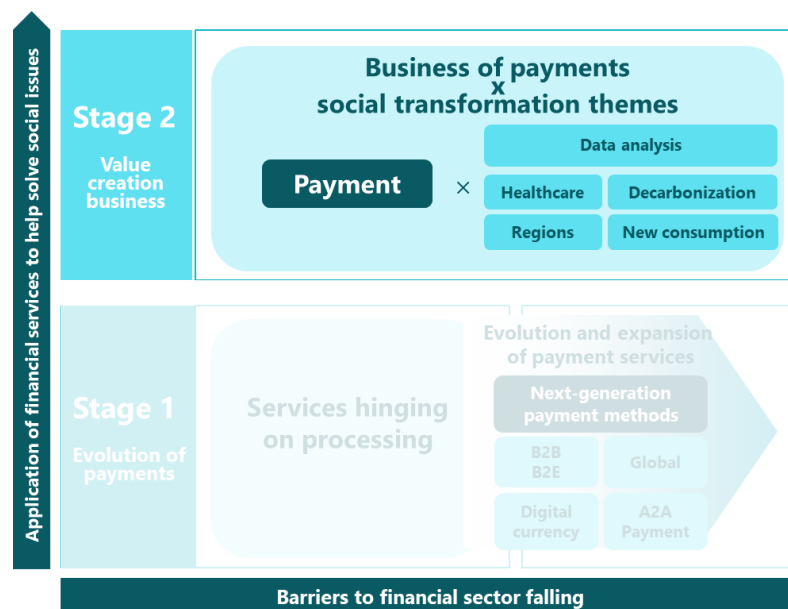 Application of financial services to help solve social issues
Stage 2
Value
creation
business
Business of payments
x
social transformation themes
Payment
×
Data analysis
Healthcare
Decarbonization
Regions
New consumption
Stage 1
Evolution of
payments
Services hinging
on processing
Evolution and expansion
of payment services
Next-generation
payment methods
B2B
B2E
Global
Digital
currency
A2A
Payment
Barriers to financial sector falling